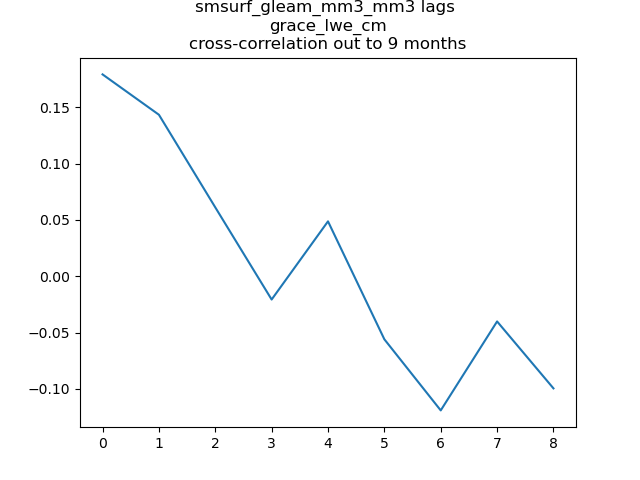 smsurf_gleam_mm3_mm3 lags
grace_lwe_cm
cross-correlation out to 9 months
0.15
0.10
0.05
0.00
−0.05
−0.10
0 1 2 3 4 5 6 7 8